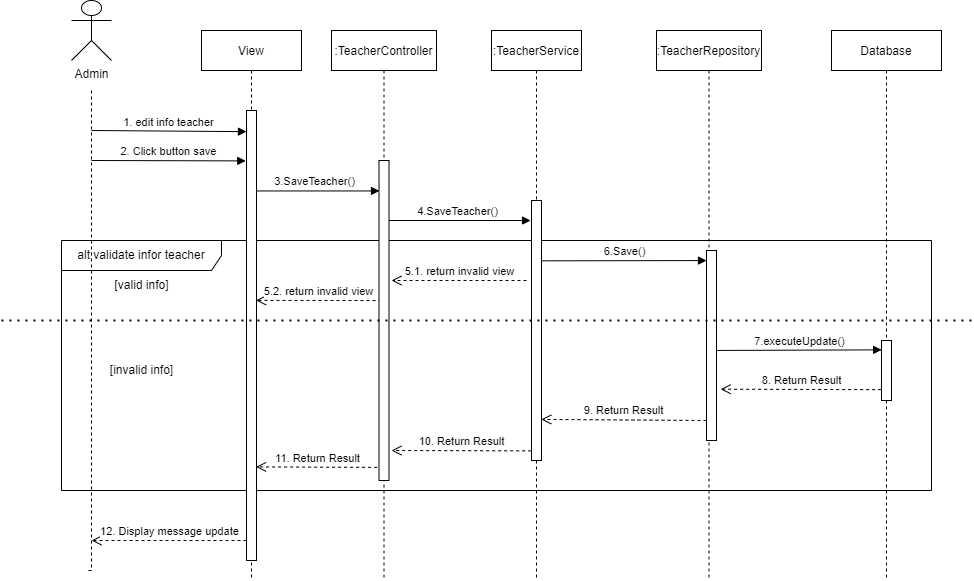 Admin
View
:TeacherController
:TeacherService
:TeacherRepository
Database
1. edit info teacher
2. Click button save
3.SaveTeacher()
4.SaveTeacher()
alt validate infor teacher
6.Save()
5.1. return invalid view
[valid info]
5.2. return invalid view
7.executeUpdate()
[invalid info]
8. Return Result
9. Return Result
10. Return Result
11. Return Result
12. Display message update